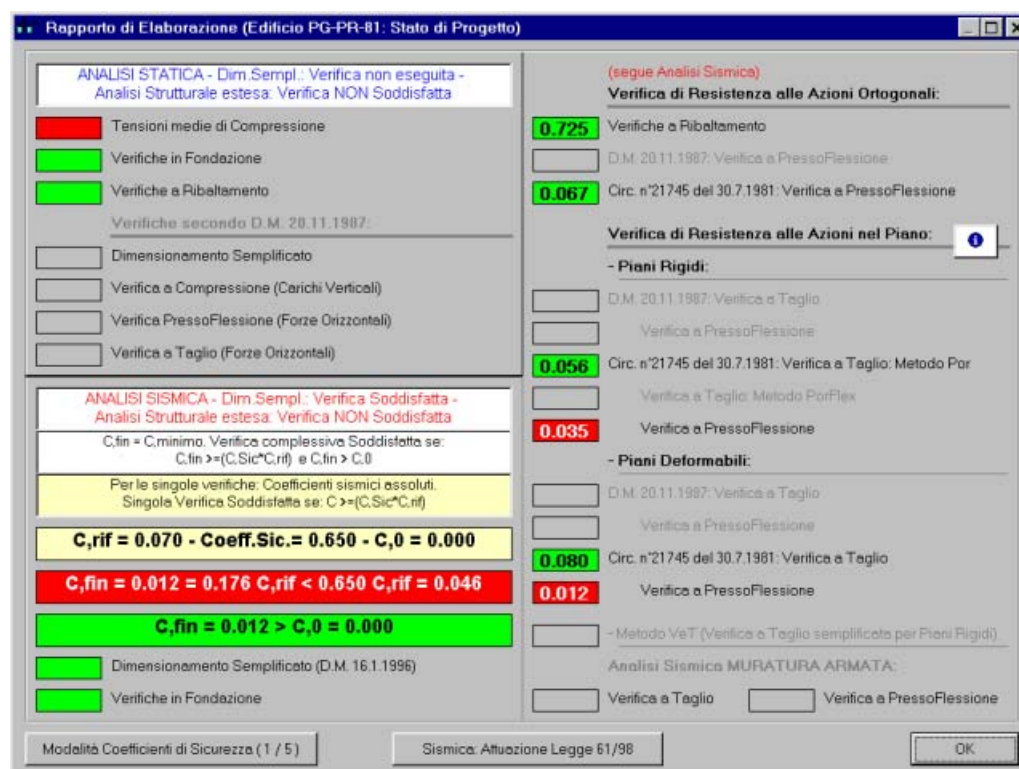 Rapporto di Elaborazione (Edificio PG-PR-81: Stato di Progetto)
ANALISI STATICA - Dim.Sempl.: Verifica non eseguita -
Analisi Strutturale estesa: Verifica NON Soddisfatta
Tensioni medie di Compressione
Verifiche in Fondazione
Verifiche a Ribaltamento
Verifiche secondo D.M. 20.11.1987:
Dimensionamento Semplificato
Verifica a Compressione (Carichi Verticali)
Verifica PressoFlessione (Forze Orizzontali)
Verifica a Taglio (Forze Orizzontali)
ANALISI SISMICA - Dim.Sempl.: Verifica Soddisfatta -
Analisi Strutturale estesa: Verifica NON Soddisfatta
C,fin = C,minimo. Verifica complessiva Soddisfatta se:
C,fin >=(C,Sic*C,rif) e C,fin > C,0
Per le singole verifiche: Coefficienti sismici assoluti.
Singola Verifica Soddisfatta se: C >=(C,Sic*C,rif)
C,rif = 0.070 - Coeff.Sic.= 0.650 - C,0 = 0.000
C,fin = 0.012 = 0.176 C,rif < 0.650 C,rif = 0.046
C,fin = 0.012 > C,0 = 0.000
Dimensionamento Semplificato (D.M. 16.1.1996)
Verifiche in Fondazione
(segue Analisi Sismica)
Verifica di Resistenza alle Azioni Ortogonali:
0.725 Verifiche a Ribaltamento
D.M. 20.11.1987: Verifica a PressoFlessione
0.067 Circ. n°21745 del 30.7.1981: Verifica a PressoFlessione
Verifica di Resistenza alle Azioni nel Piano:
- Piani Rigidi:
D.M. 20.11.1987: Verifica a Taglio
Verifica a PressoFlessione
0.056 Circ. n°21745 del 30.7.1981: Verifica a Taglio: Metodo Por
Verifica a Taglio: Metodo PorFlex
0.035 Verifica a PressoFlessione
- Piani Deformabili:
D.M. 20.11.1987: Verifica a Taglio
Verifica a PressoFlessione
0.080 Circ. n°21745 del 30.7.1981: Verifica a Taglio
0.012 Verifica a PressoFlessione
- Metodo VeT (Verifica a Taglio semplificata per Piani Rigidi)
Analisi Sismica MURATURA ARMATA:
Verifica a Taglio Verifica a PressoFlessione
Modalità Coefficienti di Sicurezza ( 1 / 5 ) Sismica: Attuazione Legge 61/98 OK